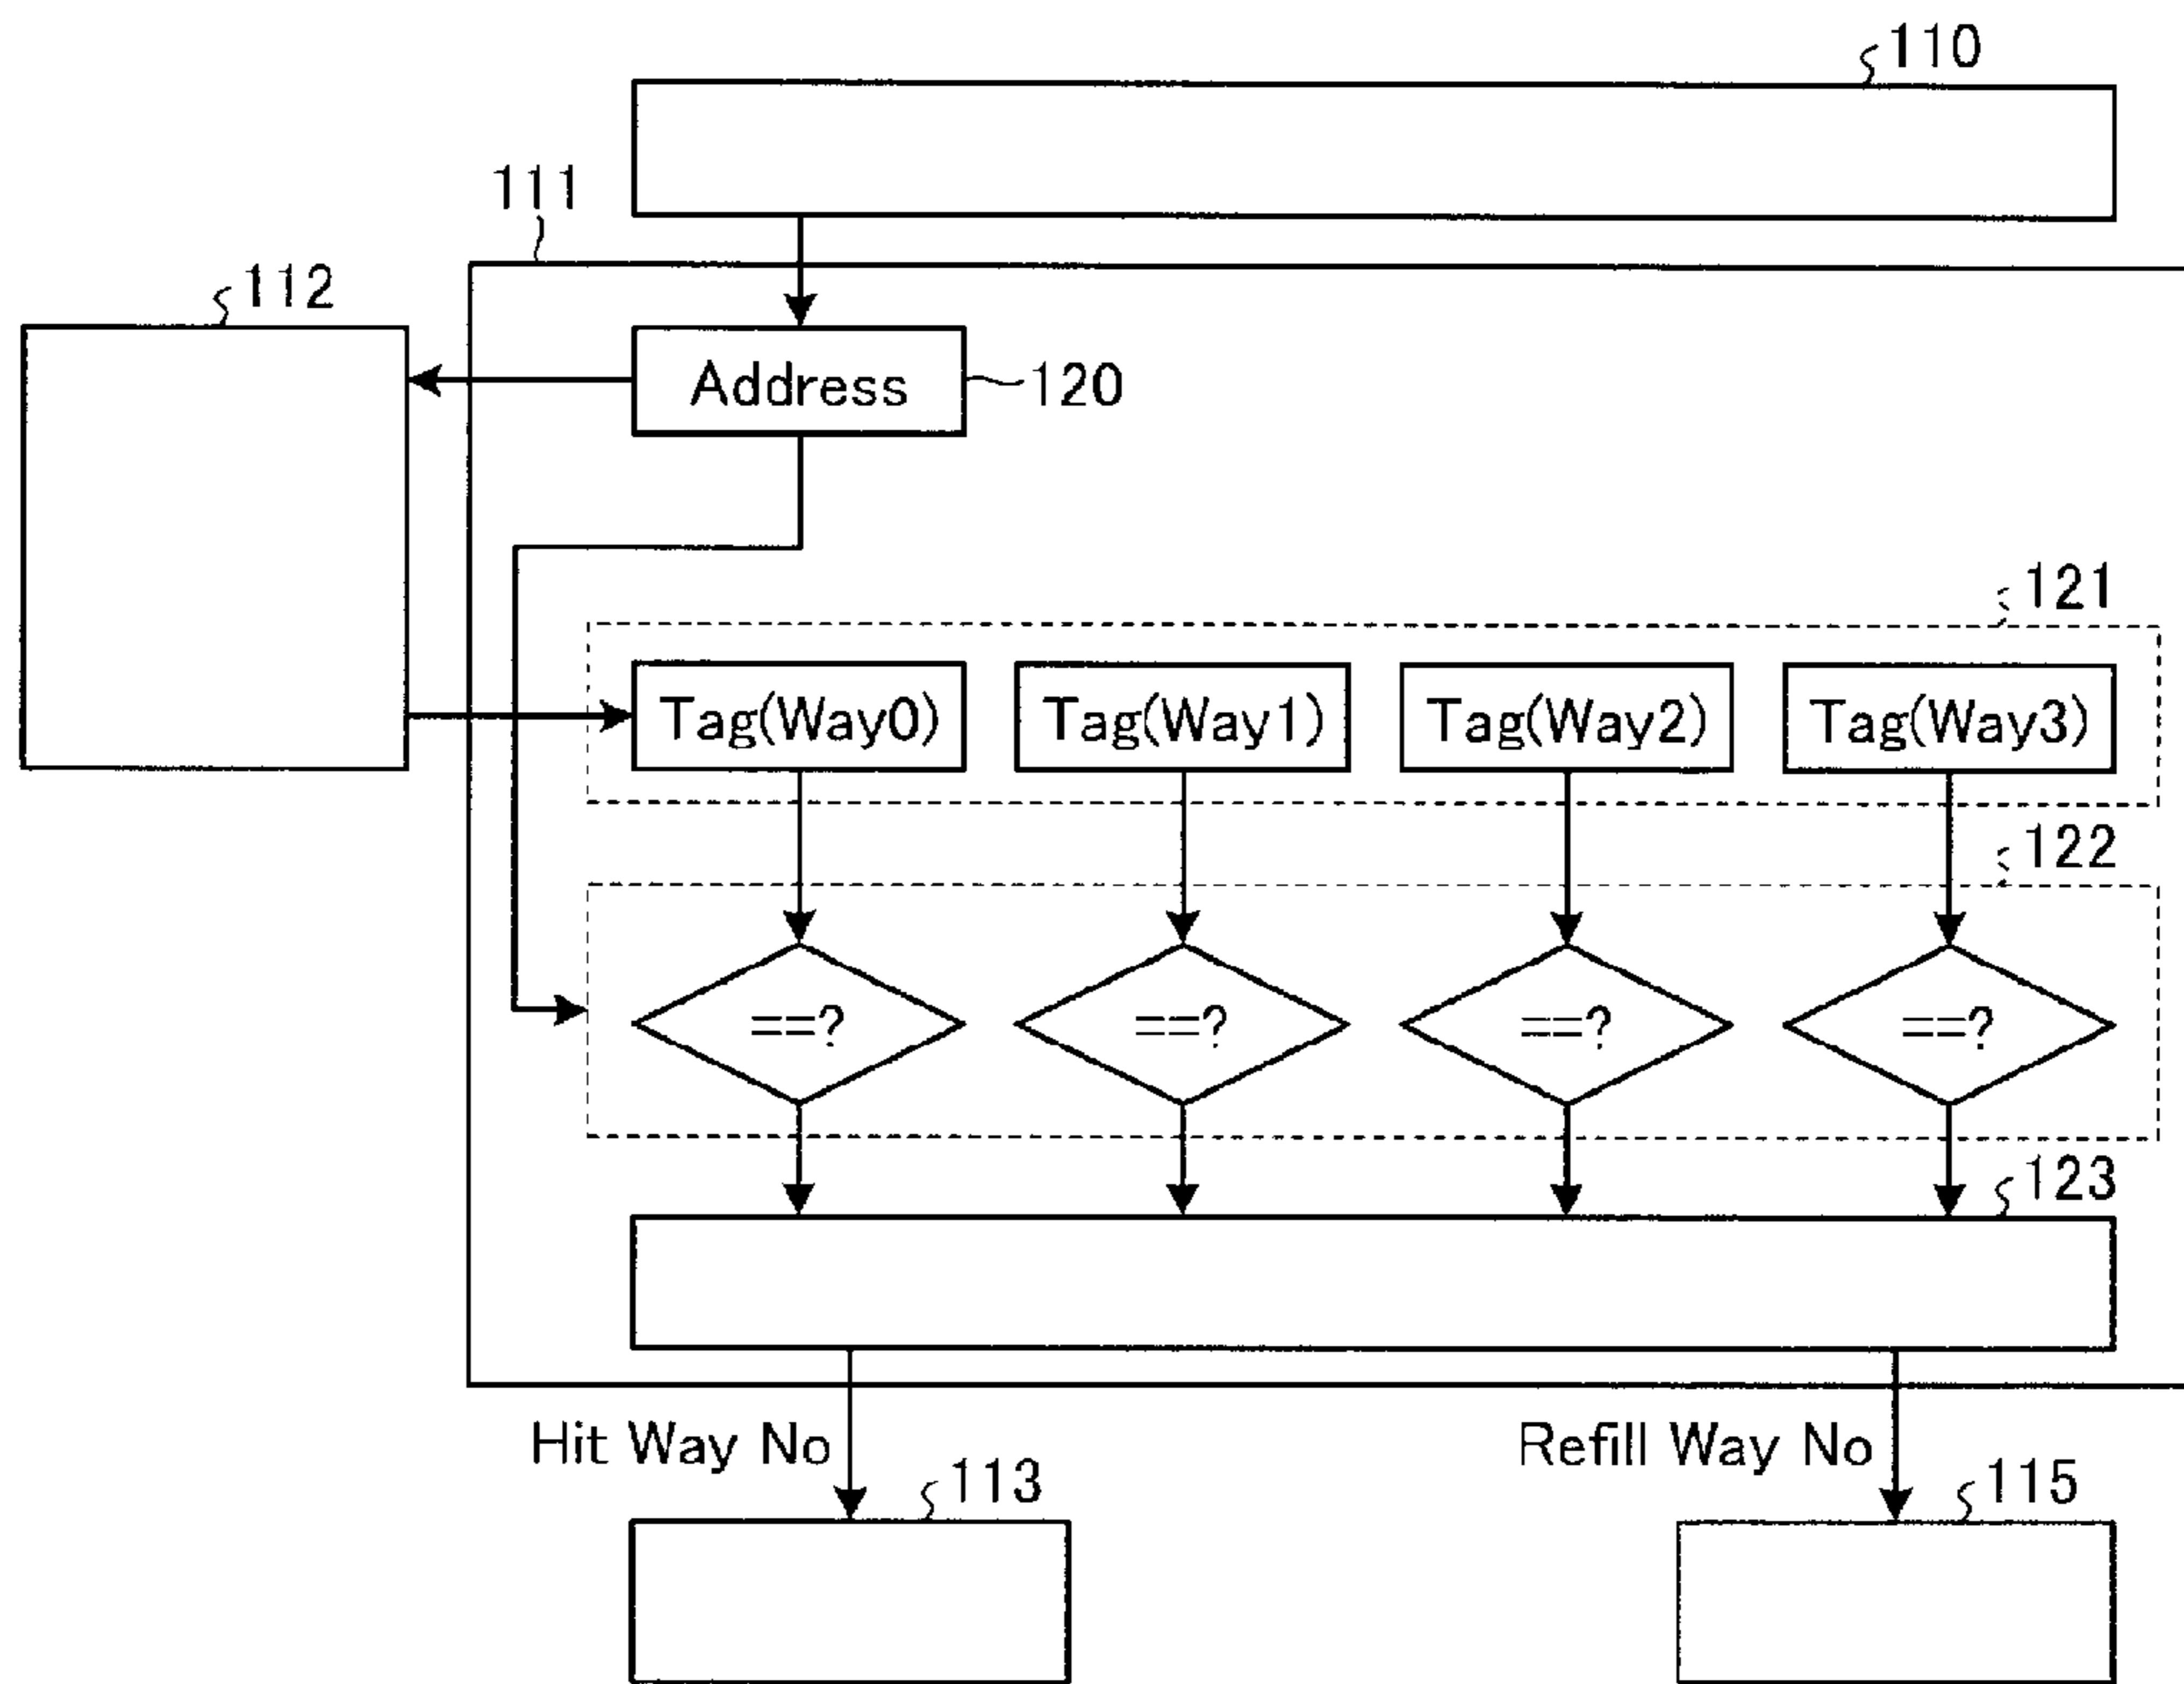 110
111
112
Address
120
121
Tag(Way0) Tag(Way1) Tag(Way2) Tag(Way3)
122
==? ==? ==? ==?
123
Hit Way No
Refill Way No
113
115